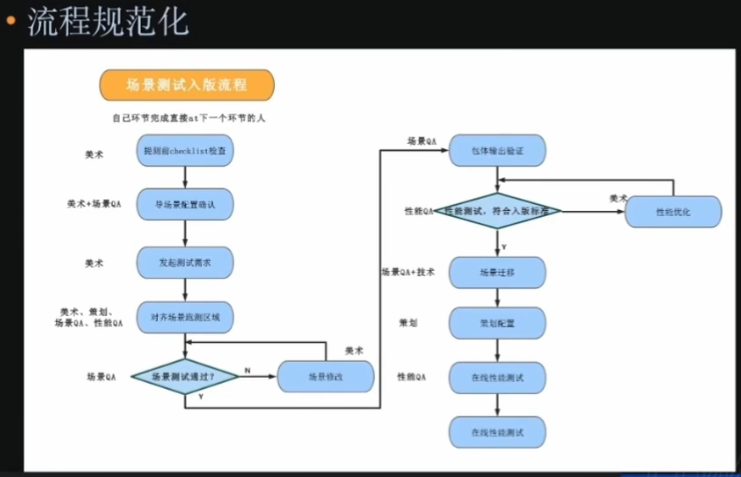 流程规范化
场景测试入版流程
自己环节完成直接at下一个环节的人
美术
提测前checklist检查
美术+场景QA
导场景配置确认
美术
发起测试需求
美术、策划、
场景QA、性能QA
对齐场景跑测区域
场景QA
场景测试通过?
N
Y
美术
场景修改
场景QA
包体输出验证
性能QA
性能测试,符合入版标准
Y
美术
性能优化
场景QA+技术
场景迁移
策划
策划配置
性能QA
在线性能测试
在线性能测试